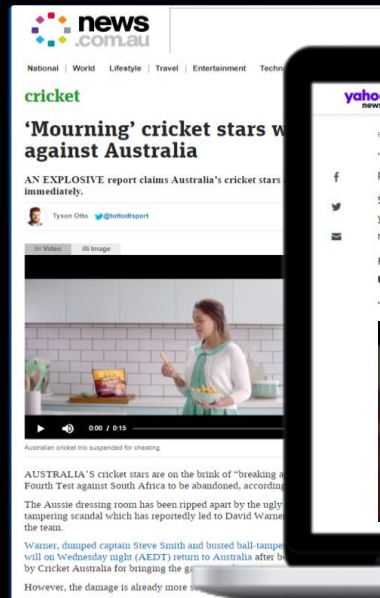 news
.com.au
National | World Lifestyle | Travel | Entertainment Techn
cricket
'Mourning' cricket stars w
against Australia
AN EXPLOSIVE report claims Australia's cricket stars
immediately.
Tyson Otto @tottodtsport
Video Image
0:00 / 0:15
Australian cricket trio suspended for cheating.
AUSTRALIA'S cricket stars are on the brink of "breaking a
Fourth Test against South Africa to be abandoned, according
The Aussie dressing room has been ripped apart by the ugly
tampering scandal which has reportedly led to David Warne
the team.
Warner, dumped captain Steve Smith and busted ball-tampe
will on Wednesday night (AEDT) return to Australia after b
by Cricket Australia for bringing the ga
However, the damage is already more s
yaho
new